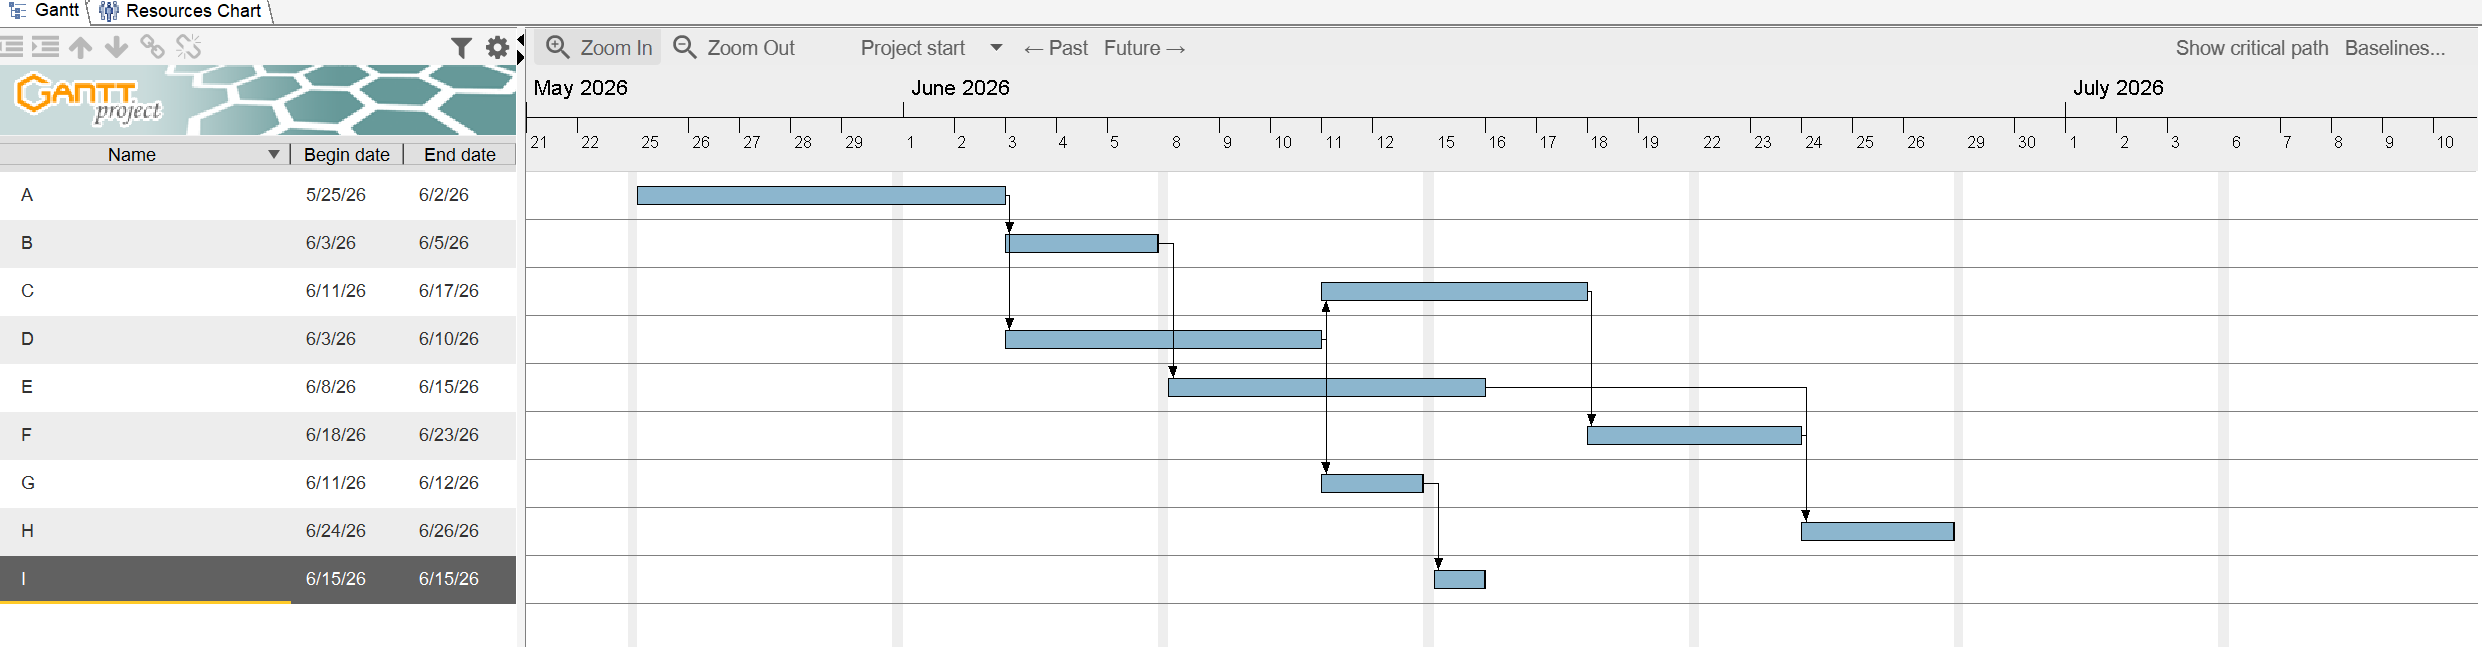 Gantt Resources Chart
Zoom In Zoom Out Project start ← Past Future → Show critical path Baselines...
GANTT project
May 2026 June 2026 July 2026
21 22 25 26 27 28 29 1 2 3 4 5 8 9 10 11 12 15 16 17 18 19 22 23 24 25 26 29 30 1 2 3 6 7 8 9 10
Name Begin date End date
A 5/25/26 6/2/26
B 6/3/26 6/5/26
C 6/11/26 6/17/26
D 6/3/26 6/10/26
E 6/8/26 6/15/26
F 6/18/26 6/23/26
G 6/11/26 6/12/26
H 6/24/26 6/26/26
I 6/15/26 6/15/26